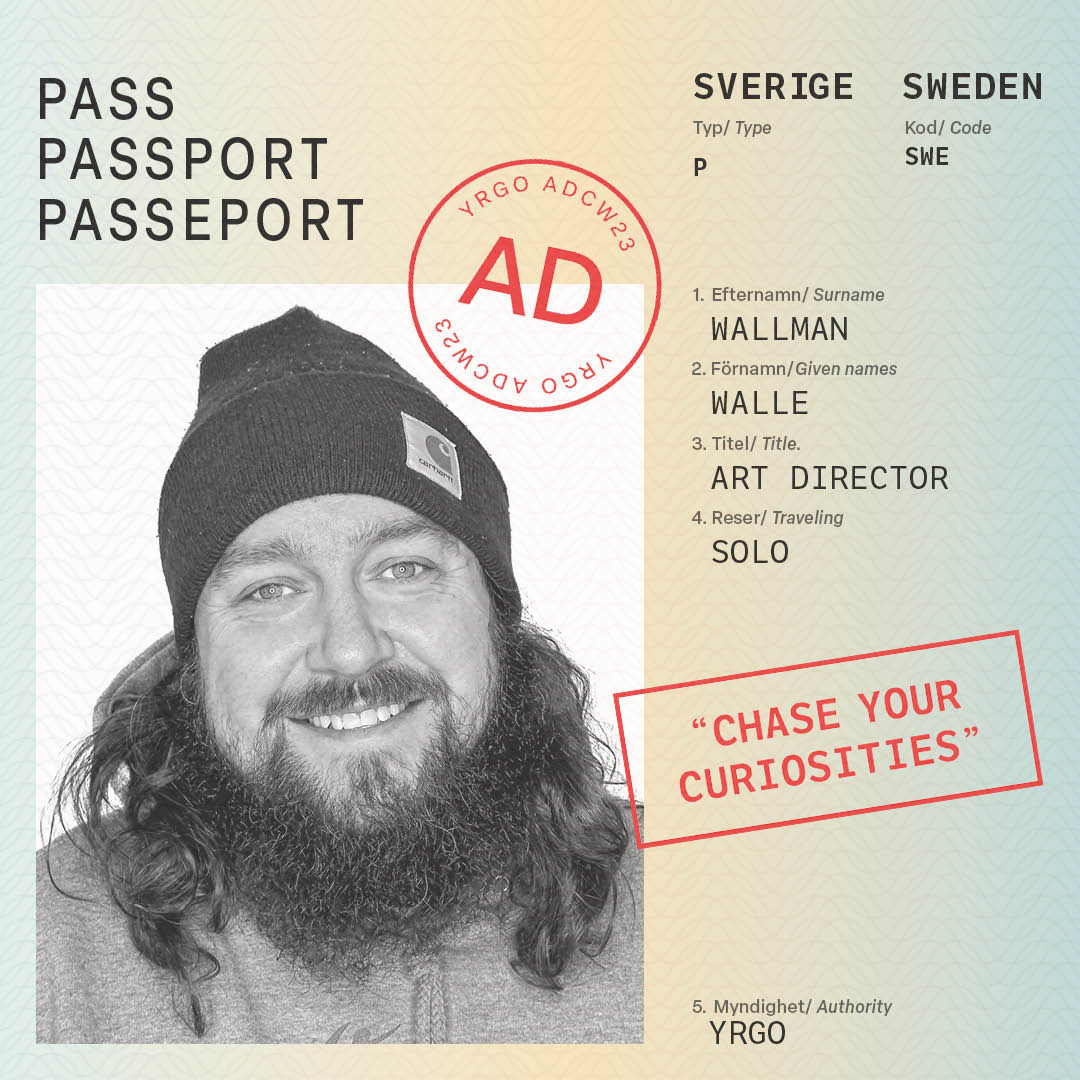 PASS
PASSPORT
PASSEPORT
SVERIGE
SWEDEN
Typ/ Type
Kod/ Code
P
SWE
YRGO ADCW23
AD
YRGO ADCW23
carhartt
1. Efternamn/ Surname
WALLMAN
2. Förnamn/Given names
WALLE
3. Titel/ Title.
ART DIRECTOR
4. Reser/ Traveling
SOLO
“CHASE YOUR
CURIOSITIES”
5. Myndighet/ Authority
YRGO